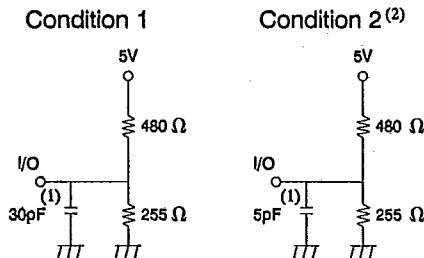 Condition 1
5V
480 Ω
I/O
(1)
30pF
255 Ω
Condition 2(2)
5V
480 Ω
I/O
(1)
5pF
255 Ω